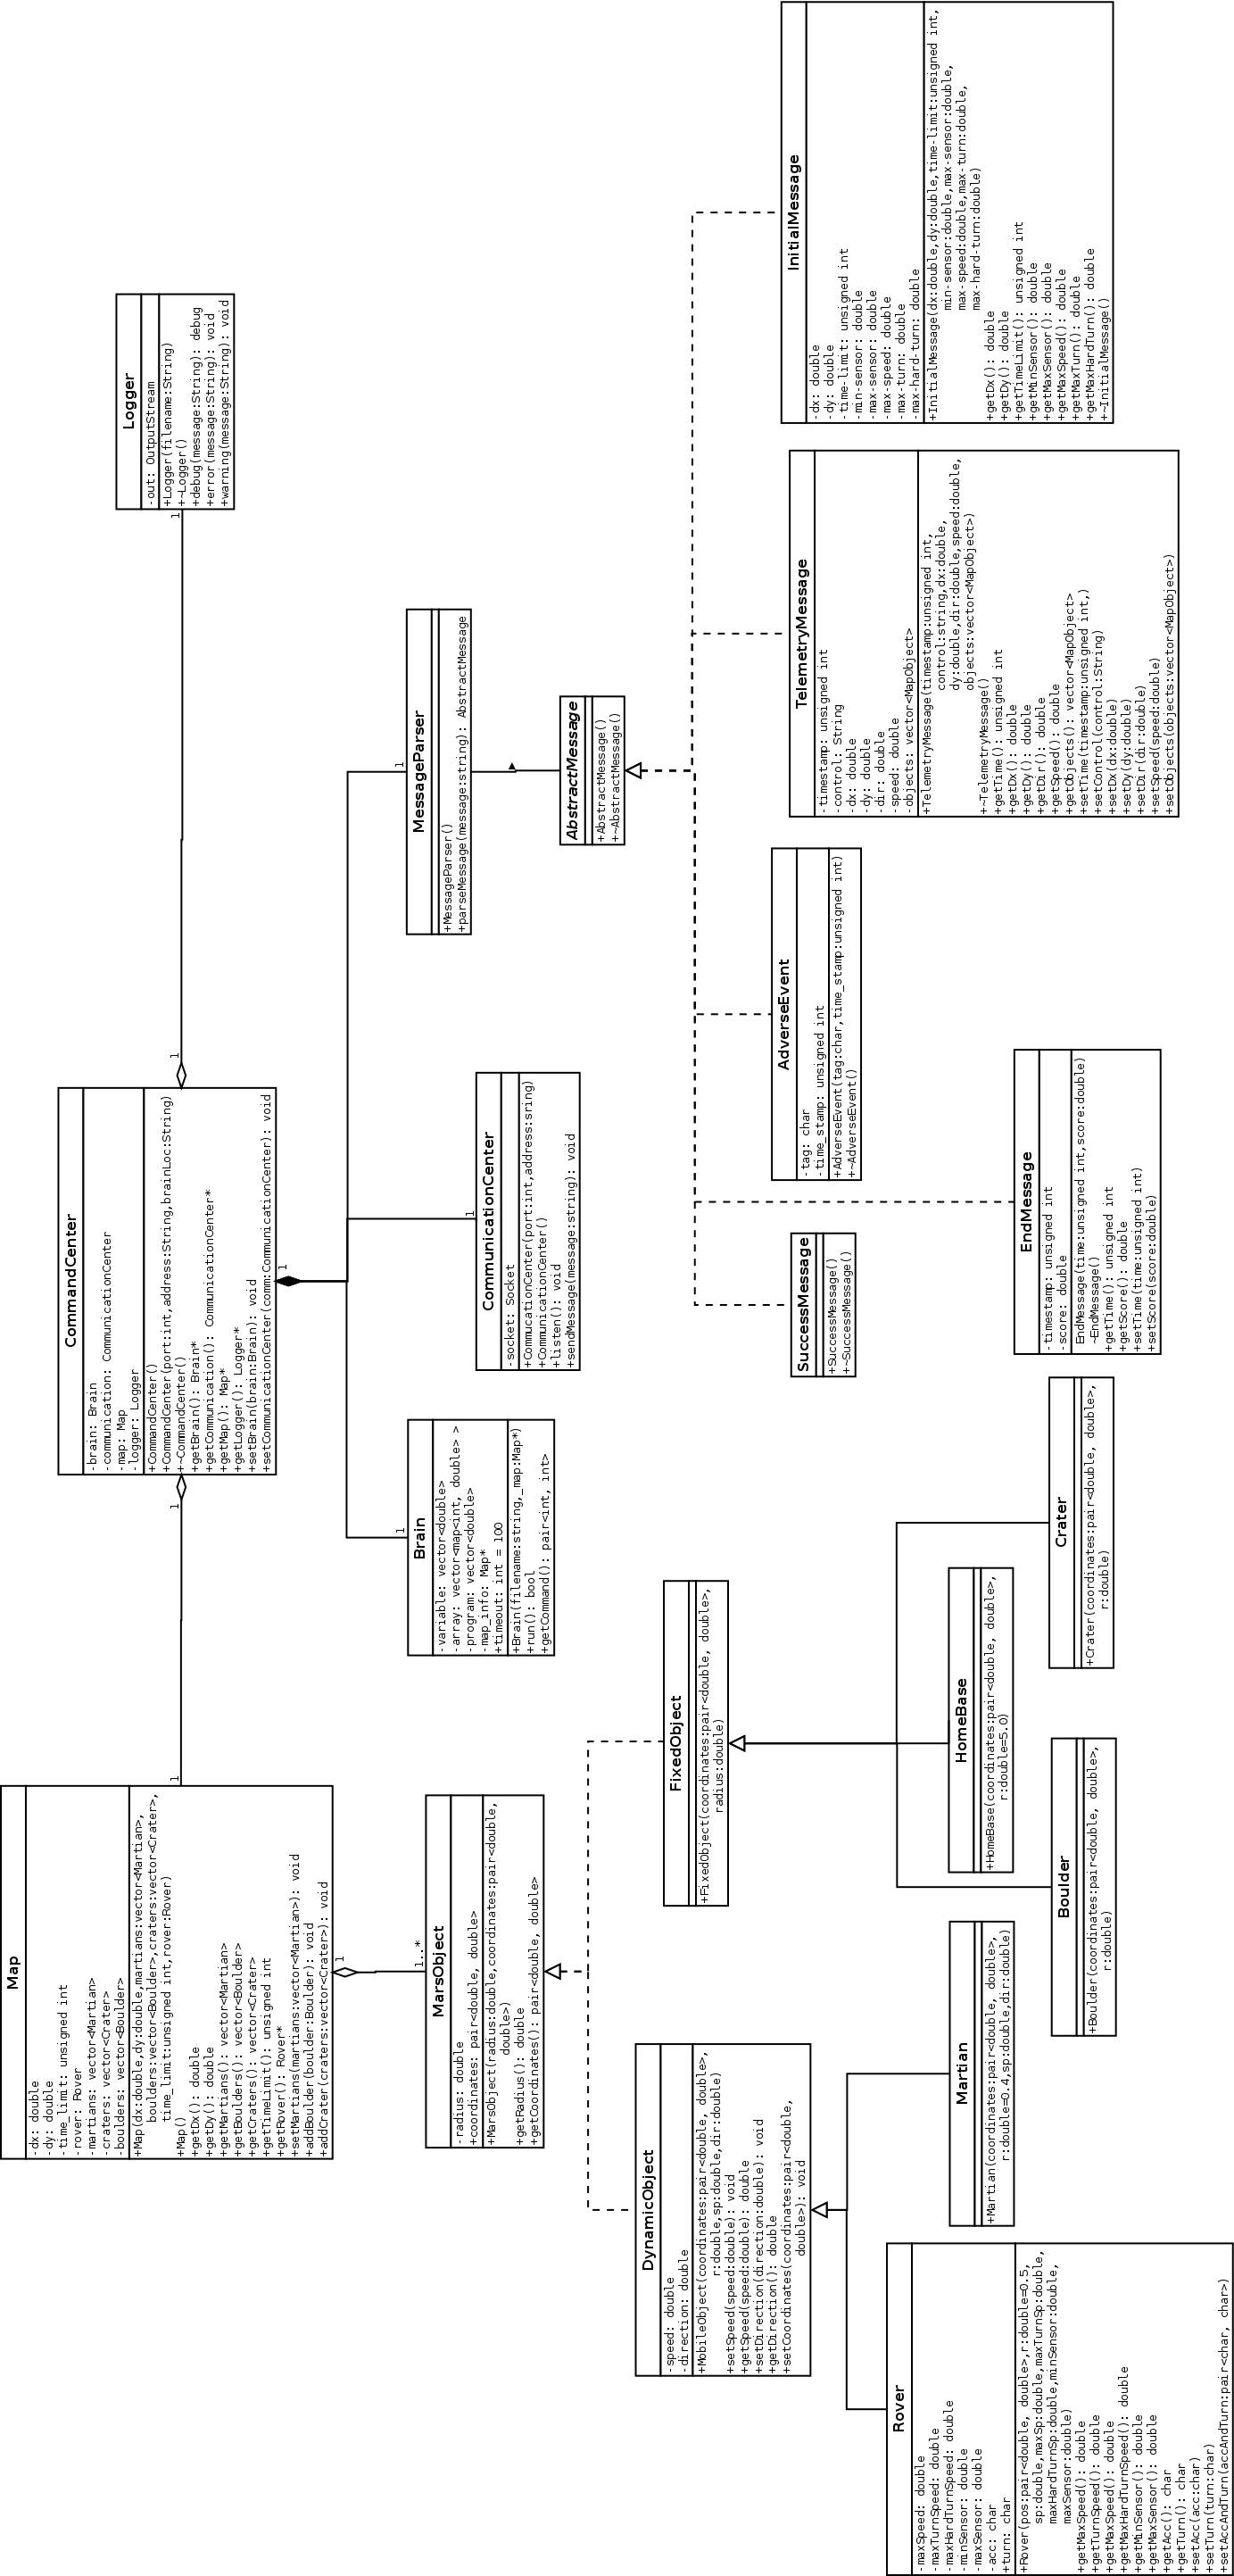 Map
-dx: double
-dy: double
-time_limit: unsigned int
-rover: Rover
-martians: vector<Martian>
-craters: vector<Crater>
-boulders: vector<Boulder>
+Map(dx:double,dy:double,martians:vector<Martian>,
boulders:vector<Boulder>,craters:vector<Crater>,
time_limit:unsigned int,rover:Rover)
+Map()
+getDx(): double
+getDy(): double
+getMartians(): vector<Martian>
+getBoulders(): vector<Boulder>
+getCraters(): vector<Crater>
+getTimeLimit(): unsigned int
+getRover(): Rover*
+setMartians(martians:vector<Martian>): void
+addBoulder(boulder:Boulder): void
+addCrater(craters:vector<Crater>): void
1
1
CommandCenter
-brain: Brain
-communication: CommunicationCenter
-map: Map
-logger: Logger
+CommandCenter()
+CommandCenter(port:int,address:String,brainLoc:String)
+~CommandCenter()
+getBrain(): Brain*
+getCommunication(): CommunicationCenter*
+getMap(): Map*
+getLogger(): Logger*
+setBrain(brain:Brain): void
+setCommunicationCenter(comm:CommunicationCenter): void
1
1
Logger
-out: OutputStream
+Logger(filename:String)
+~Logger()
+debug(message:String): debug
+error(message:String): void
+warning(message:String): void
1
1
1..*
MarsObject
-radius: double
+coordinates: pair<double, double>
+MarsObject(radius:double,coordinates:pair<double,
double>)
+getRadius(): double
+getCoordinates(): pair<double, double>
1
Brain
-variable: vector<double>
-array: vector<map<int, double> >
-program: vector<double>
-map_info: Map*
+timeout: int = 100
+Brain(filename:string,_map:Map*)
+run(): bool
+getCommand(): pair<int, int>
1
CommunicationCenter
-socket: Socket
+CommucationCenter(port:int,address:sring)
+CommunicationCenter()
+listen(): void
+sendMessage(message:string): void
1
MessageParser
+MessageParser()
+parseMessage(message:string): AbstractMessage
AbstractMessage
+AbstractMessage()
+~AbstractMessage()
DynamicObject
-speed: double
-direction: double
+MobileObject(coordinates:pair<double, double>,
r:double,sp:double,dir:double)
+setSpeed(speed:double): void
+getSpeed(speed:double): double
+setDirection(direction:double): void
+getDirection(): double
+setCoordinates(coordinates:pair<double,
double>): void
FixedObject
+FixedObject(coordinates:pair<double, double>,
radius:double)
SuccessMessage
+SuccessMessage()
+~SuccessMessage()
AdverseEvent
-tag: char
-time_stamp: unsigned int
+AdverseEvent(tag:char,time_stamp:unsigned int)
+~AdverseEvent()
TelemetryMessage
-timestamp: unsigned int
-control: String
-dx: double
-dy: double
-dir: double
-speed: double
-objects: vector<MapObject>
+TelemetryMessage(timestamp:unsigned int,
control:string,dx:double,
dy:double,dir:double,speed:double,
objects:vector<MapObject>)
+~TelemetryMessage()
+getTime(): unsigned int
+getDx(): double
+getDy(): double
+getDir(): double
+getSpeed(): double
+getObjects(): vector<MapObject>
+setTime(timestamp:unsigned int,)
+setControl(control:String)
+setDx(dx:double)
+setDy(dy:double)
+setDir(dir:double)
+setSpeed(speed:double)
+setObjects(objects:vector<MapObject>)
InitialMessage
-dx: double
-dy: double
-time-limit: unsigned int
-min-sensor: double
-max-sensor: double
-max-speed: double
-max-turn: double
-max-hard-turn: double
+InitialMessage(dx:double,dy:double,time-limit:unsigned int,
min-sensor:double,max-sensor:double,
max-speed:double,max-turn:double,
max-hard-turn:double)
+getDx(): double
+getDy(): double
+getTimeLimit(): unsigned int
+getMinSensor(): double
+getMaxSensor(): double
+getMaxSpeed(): double
+getMaxTurn(): double
+getMaxHardTurn(): double
+~InitialMessage()
Rover
-maxSpeed: double
-maxTurnSpeed: double
-maxHardTurnSpeed: double
-minSensor: double
-maxSensor: double
-acc: char
+turn: char
+Rover(pos:pair<double, double>,r:double=0.5,
sp:double,maxSp:double,maxTurnSp:double,
maxHardTurnSp:double,minSensor:double,
maxSensor:double)
+getMaxSpeed(): double
+getTurnSpeed(): double
+getMaxSpeed(): double
+getMaxHardTurnSpeed(): double
+getMinSensor(): double
+getMaxSensor(): double
+getAcc(): char
+getTurn(): char
+setAcc(acc:char)
+setTurn(turn:char)
+setAccAndTurn(accAndTurn:pair<char, char>)
Martian
+Martian(coordinates:pair<double, double>,
r:double=0.4,sp:double,dir:double)
Boulder
+Boulder(coordinates:pair<double, double>,
r:double)
HomeBase
+HomeBase(coordinates:pair<double, double>,
r:double=5.0)
Crater
+Crater(coordinates:pair<double, double>,
r:double)
EndMessage
-timestamp: unsigned int
-score: double
EndMessage(time:unsigned int,score:double)
~EndMessage()
+getTime(): unsigned int
+getScore(): double
+setTime(time:unsigned int)
+setScore(score:double)